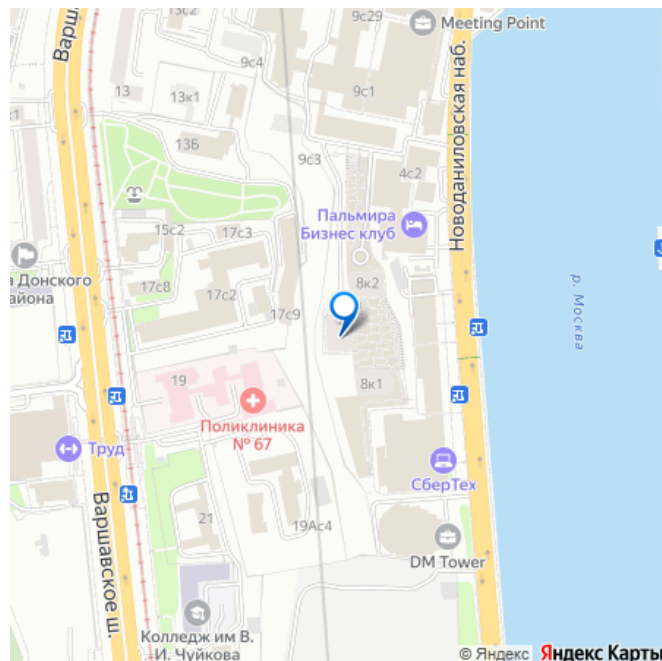 9с29
Meeting Point
Варш
13с2
9с4
9с1
13
13к1
Новоданиловская наб.
13Б
9с3
4с2
Пальмира
Бизнес клуб
15с2
17с3
а Донского
района
17с8
17с2
17с9
8к2
р. Москва
19
8к1
Поликлиника
№ 67
Труд
СберТех
Варшавское ш.
21
19Ас4
DM Tower
Колледж им В.
И. Чуйкова
© Яндекс
Яндекс Карты